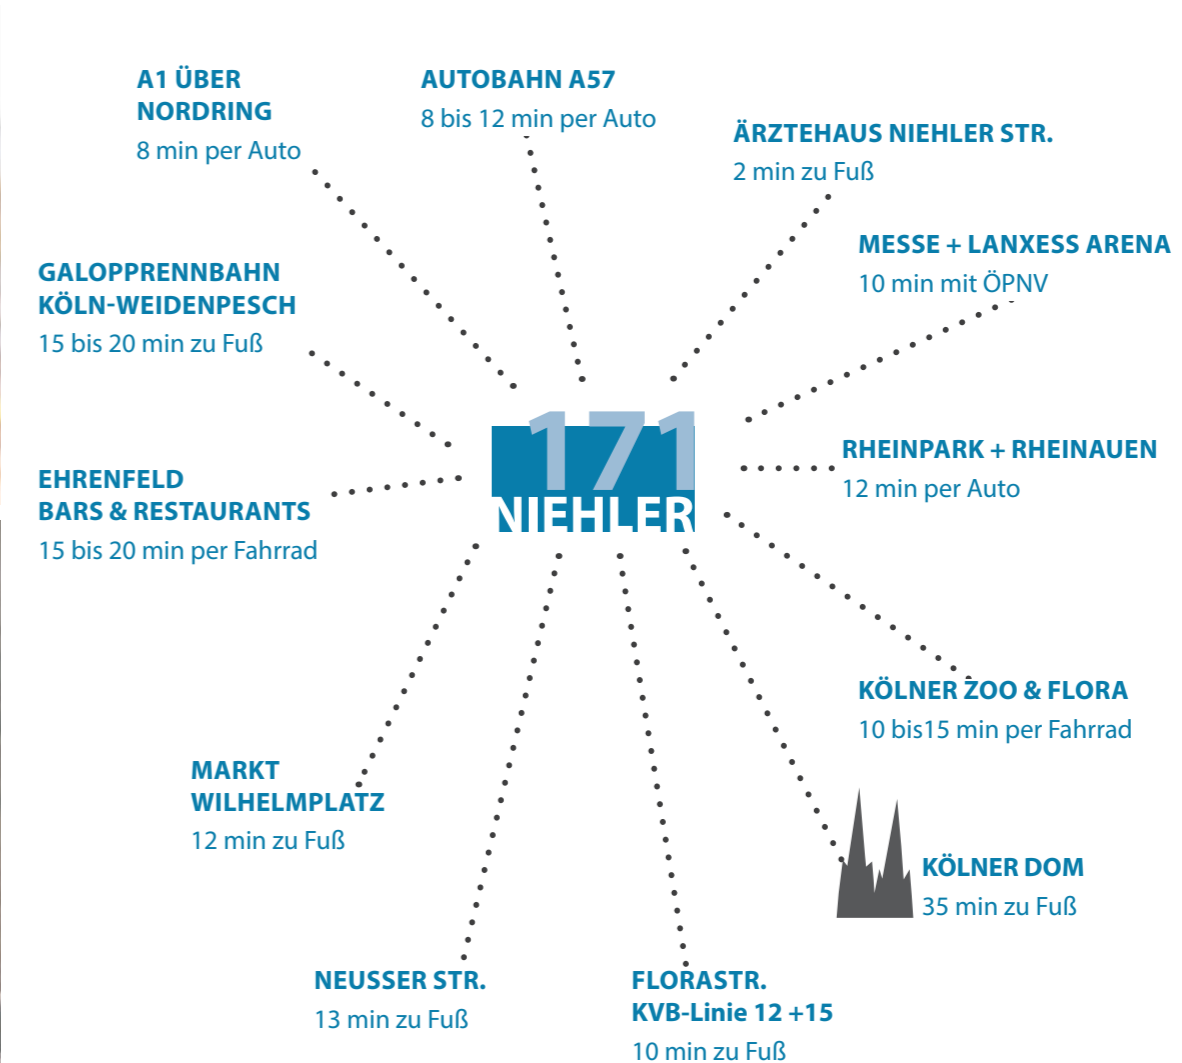 A1 ÜBER
NORDRING
8 min per Auto
AUTOBAHN A57
8 bis 12 min per Auto
ÄRZTEHAUS NIEHLER STR.
2 min zu Fuß
MESSE + LANXESS ARENA
10 min mit ÖPNV
GALOPPRENNBAHN
KÖLN-WEIDENPESCH
15 bis 20 min zu Fuß
171
NIEHLER
RHEINPARK + RHEINAUEN
12 min per Auto
EHRENFELD
BARS & RESTAURANTS
15 bis 20 min per Fahrrad
KÖLNER ZOO & FLORA
10 bis15 min per Fahrrad
MARKT
WILHELMPLATZ
12 min zu Fuß
KÖLNER DOM
35 min zu Fuß
NEUSSER STR.
13 min zu Fuß
FLORASTR.
KVB-Linie 12 +15
10 min zu Fuß